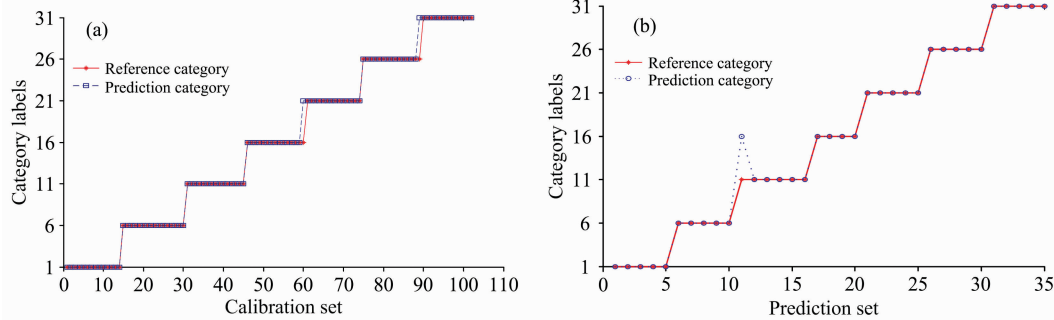 (a)
Reference category
Prediction category
Category labels
31
26
21
16
11
6
1
0 10 20 30 40 50 60 70 80 90 100 110
Calibration set
(b)
Reference category
Prediction category
Category labels
31
26
21
16
11
6
1
0 5 10 15 20 25 30 35
Prediction set